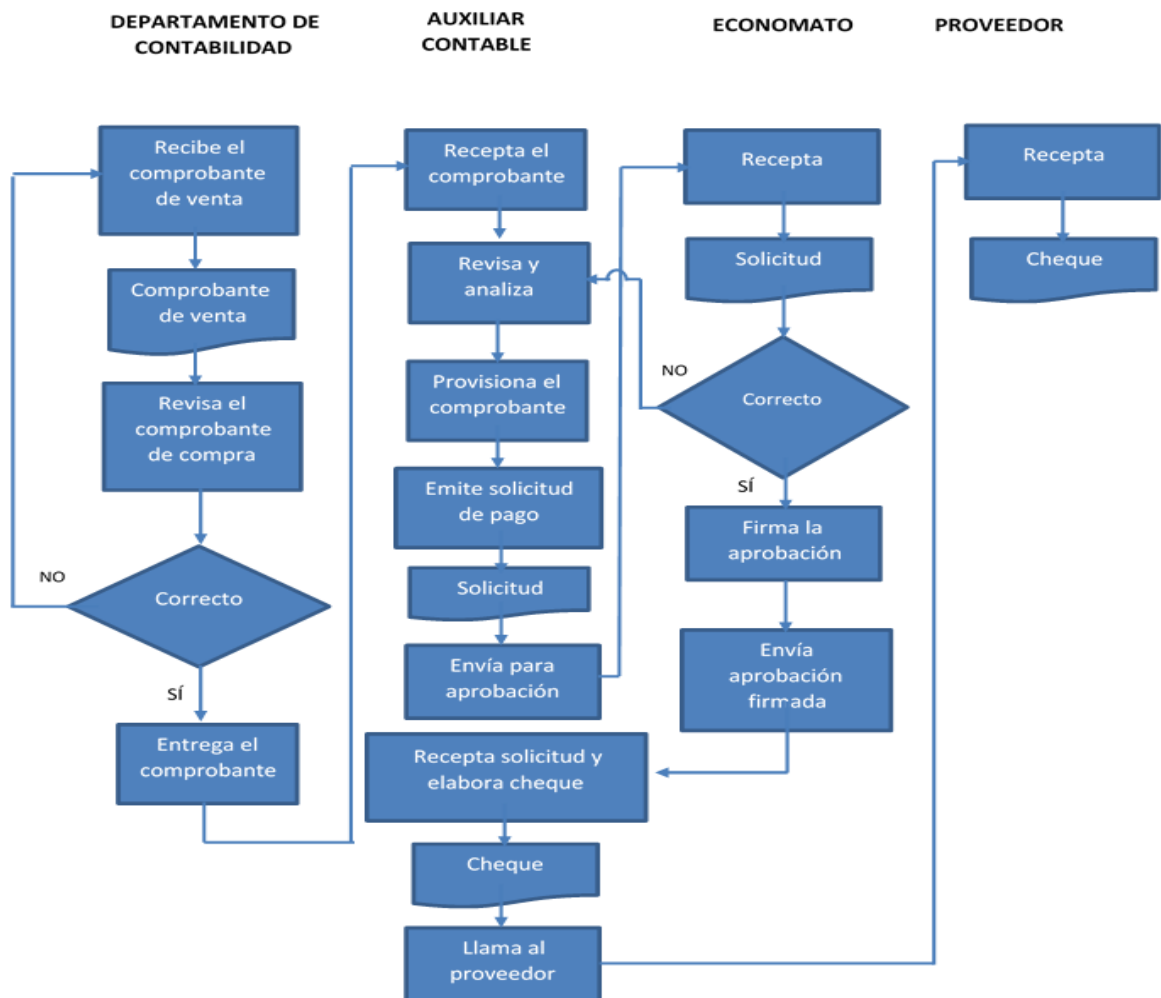 DEPARTAMENTO DE
CONTABILIDAD
AUXILIAR
CONTABLE
ECONOMATO
PROVEEDOR
Recibe el
comprobante
de venta
Comprobante
de venta
Revisa el
comprobante
de compra
NO
Correcto
SÍ
Entrega el
comprobante
Recepta el
comprobante
Revisa y
analiza
Provisiona el
comprobante
Emite solicitud
de pago
Solicitud
Envía para
aprobación
Recepta solicitud y
elabora cheque
Cheque
Llama al
proveedor
Recepta
Solicitud
NO
Correcto
SÍ
Firma la
aprobación
Envía
aprobación
firmada
Recepta
Cheque